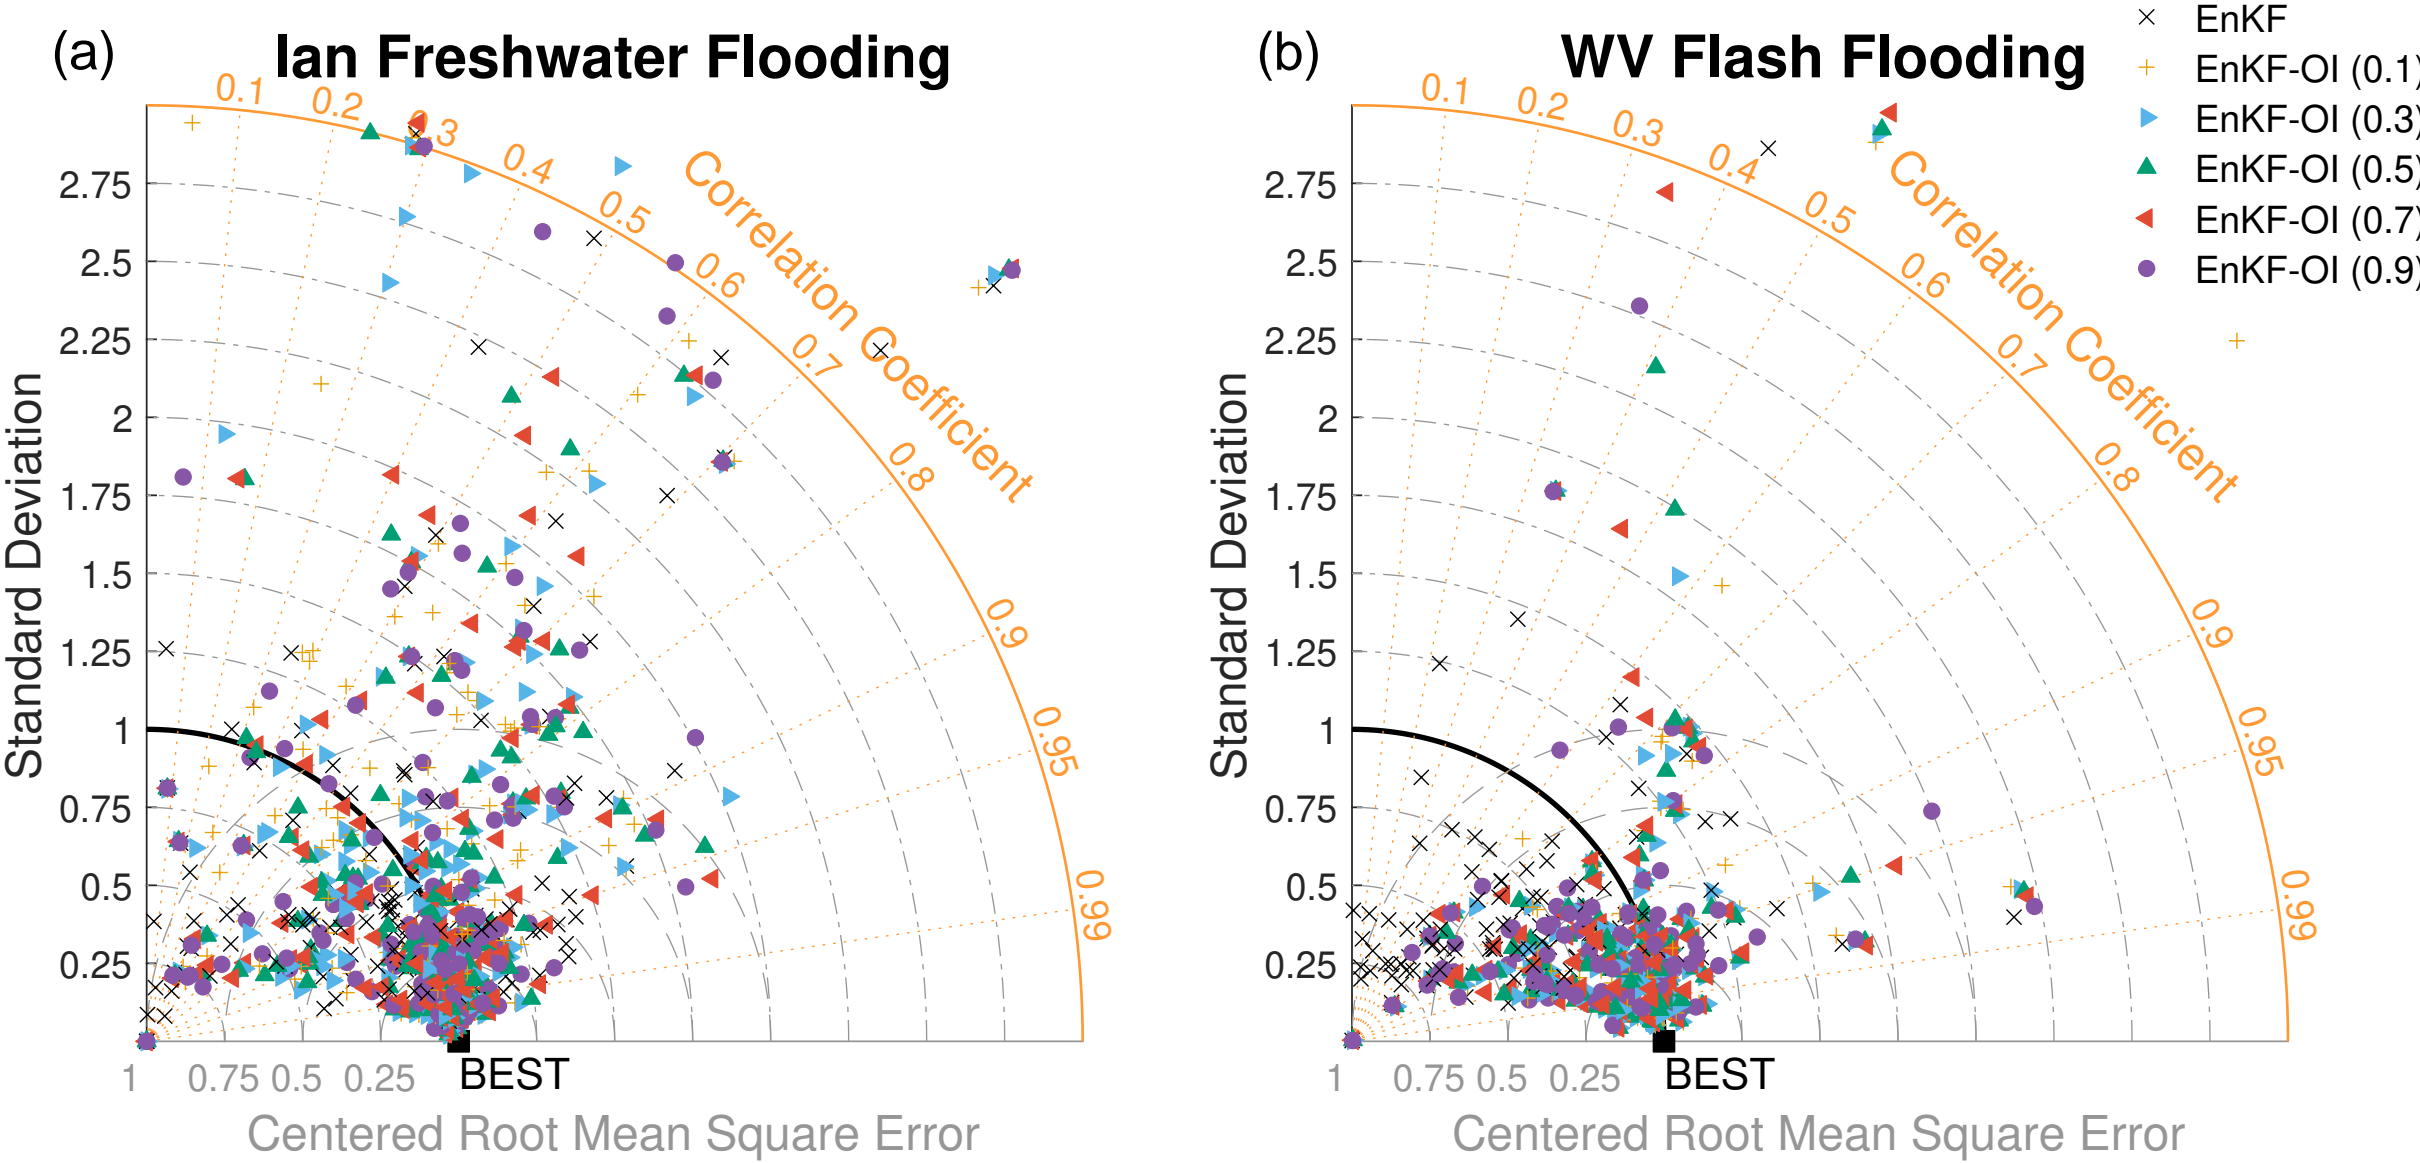 (a)
Ian Freshwater Flooding
0.1
0.2
0.3
0.4
0.5
0.6
0.7
0.8
0.9
0.95
0.99
Correlation Coefficient
Standard Deviation
2.75
2.5
2.25
2
1.75
1.5
1.25
1
0.75
0.5
0.25
1
0.75
0.5
0.25
BEST
Centered Root Mean Square Error
(b)
WV Flash Flooding
0.1
0.2
0.3
0.4
0.5
0.6
0.7
0.8
0.9
0.95
0.99
Correlation Coefficient
Standard Deviation
2.75
2.5
2.25
2
1.75
1.5
1.25
1
0.75
0.5
0.25
1
0.75
0.5
0.25
BEST
Centered Root Mean Square Error
EnKF
EnKF-OI (0.1)
EnKF-OI (0.3)
EnKF-OI (0.5)
EnKF-OI (0.7)
EnKF-OI (0.9)